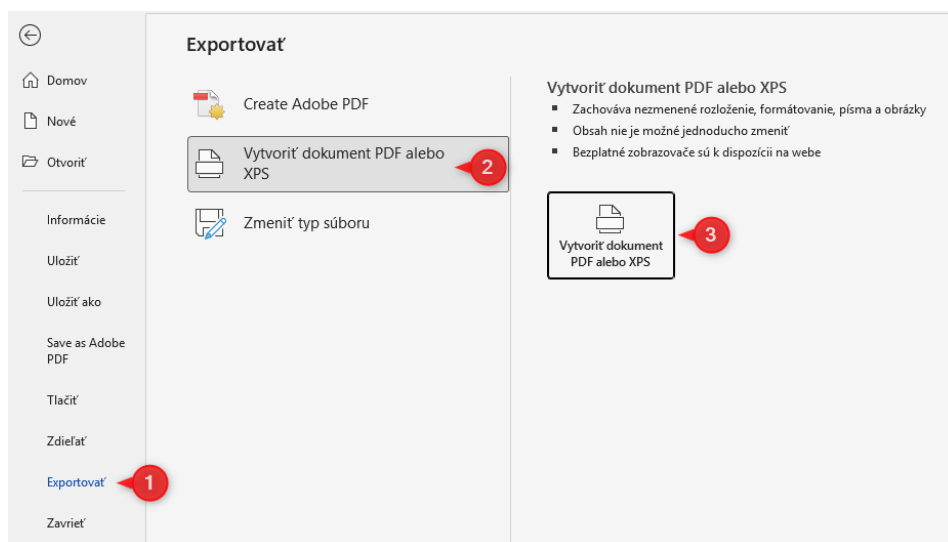 Exportovať
Domov
Nové
Otvoriť
Informácie
Uložiť
Uložiť ako
Save as Adobe
PDF
Tlačiť
Zdieľať
Exportovať
1
Zavrieť
Create Adobe PDF
Vytvoriť dokument PDF alebo
XPS
2
Zmeniť typ súboru
Vytvoriť dokument PDF alebo XPS
Zachováva nezmenené rozloženie, formátovanie, písma a obrázky
Obsah nie je možné jednoducho zmeniť
Bezplatné zobrazovače sú k dispozícii na webe
Vytvoriť dokument
PDF alebo XPS
3